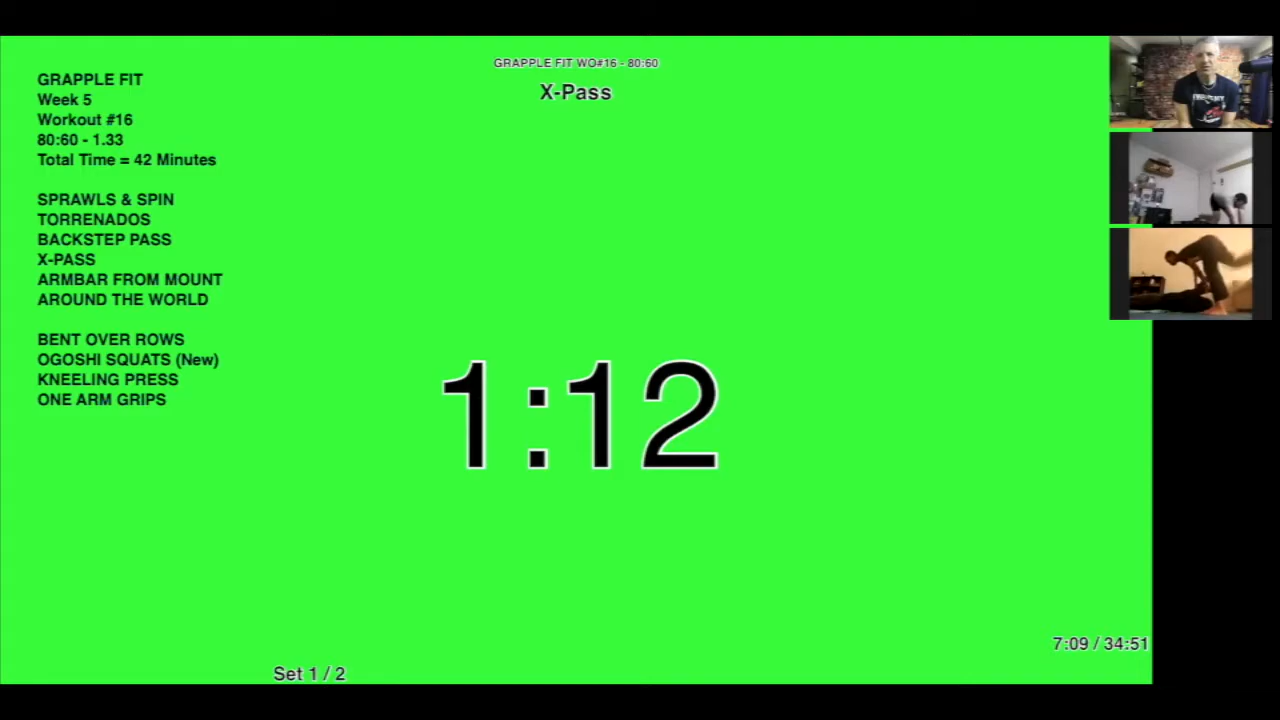 GRAPPLE FIT WO#16 - 80:60
X-Pass
GRAPPLE FIT
Week 5
Workout #16
80:60 - 1.33
Total Time = 42 Minutes
SPRAWLS & SPIN
TORRENADOS
BACKSTEP PASS
X-PASS
ARMBAR FROM MOUNT
AROUND THE WORLD
BENT OVER ROWS
OGOSHI SQUATS (New)
KNEELING PRESS
ONE ARM GRIPS
1:12
7:09 / 34:51
Set 1 / 2